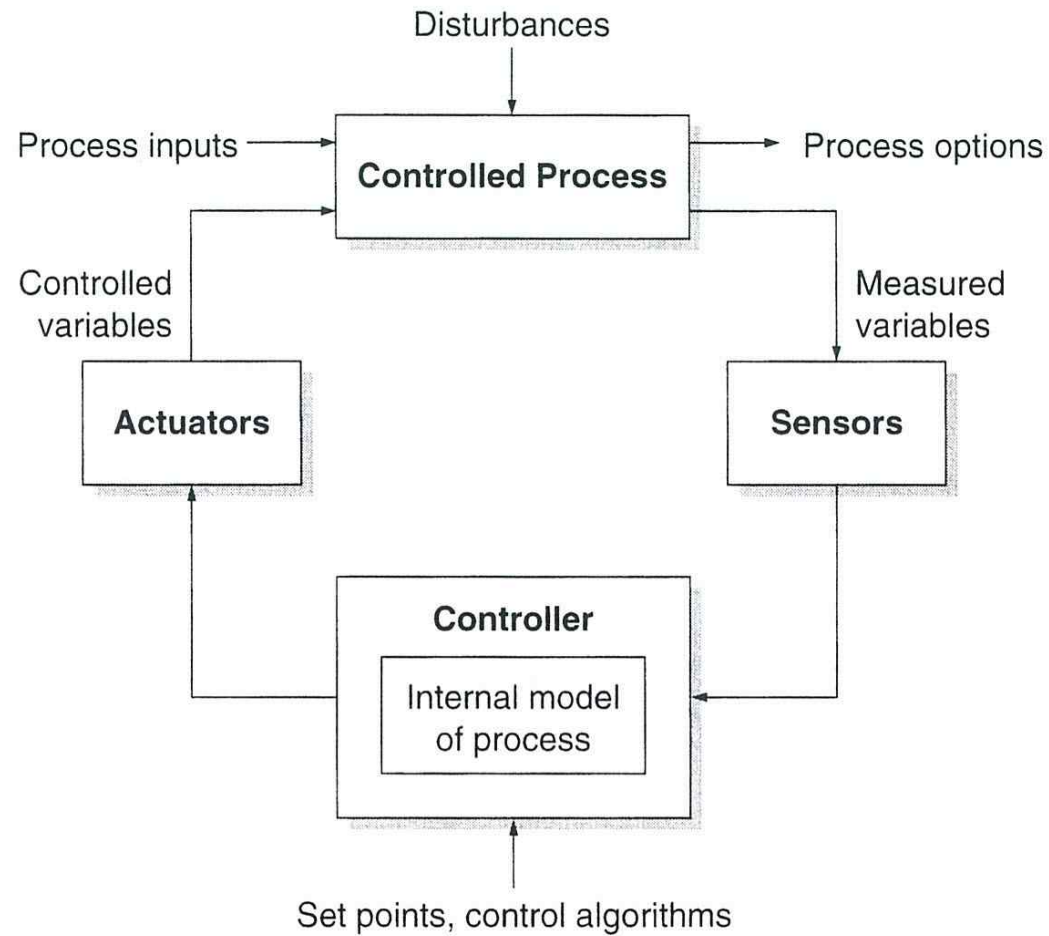 Disturbances
Process inputs
Controlled Process
Process options
Controlled
variables
Measured
variables
Actuators
Sensors
Controller
Internal model
of process
Set points, control algorithms